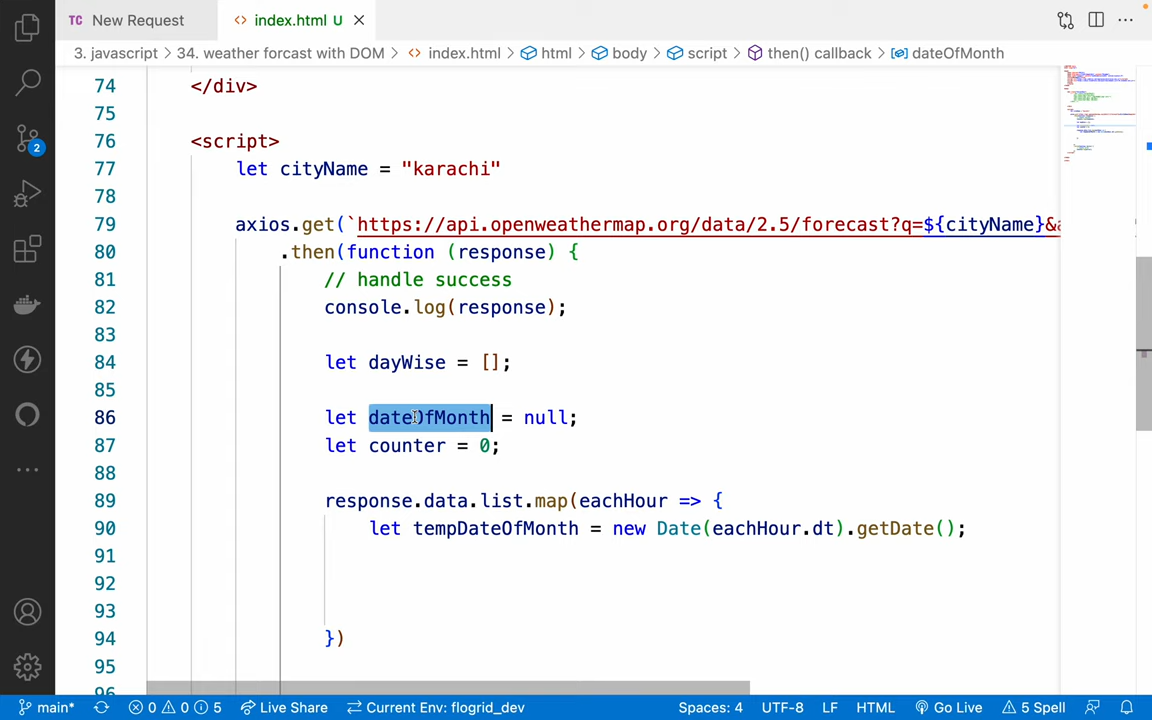 TC New Request
<> index.html U ×
3. javascript > 34. weather forcast with DOM > <> index.html > html > body > script > then() callback > dateOfMonth
74 </div>
75
76 <script>
77 let cityName = "karachi"
78
79 axios.get(`https://api.openweathermap.org/data/2.5/forecast?q=${cityName}&a
80 .then(function (response) {
81 // handle success
82 console.log(response);
83
84 let dayWise = [];
85
86 let dateOfMonth = null;
87 let counter = 0;
88
89 response.data.list.map(eachHour => {
90 let tempDateOfMonth = new Date(eachHour.dt).getDate();
91
92
93
94 })
95
96
2
main* 0 0 5 Live Share Current Env: flogrid_dev Spaces: 4 UTF-8 LF HTML Go Live 5 Spell